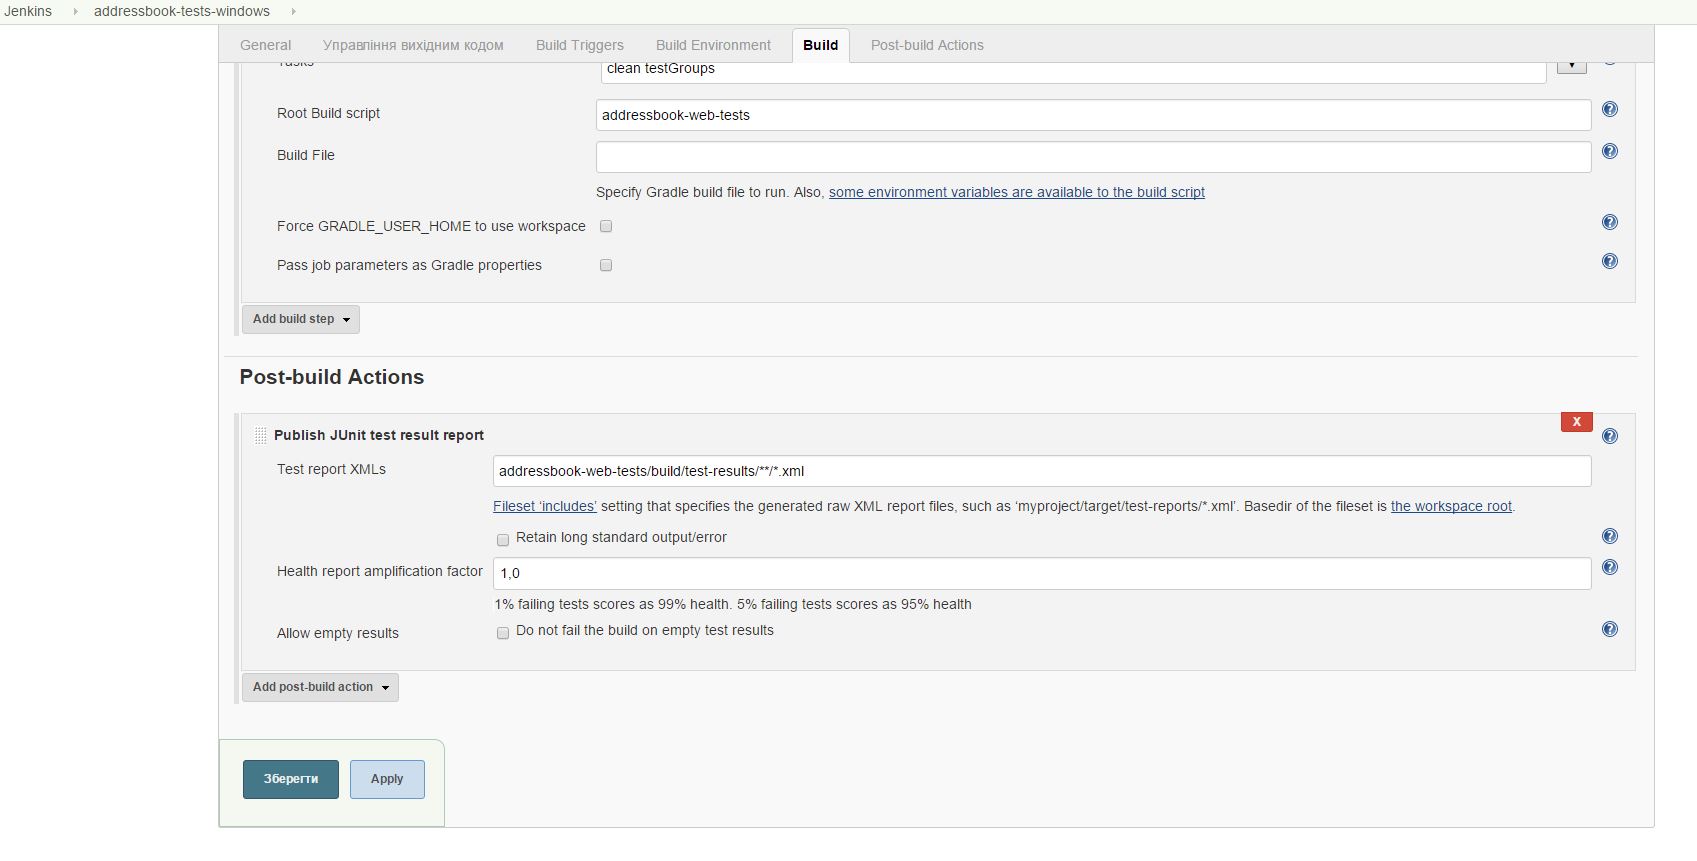 Jenkins addressbook-tests-windows
General Управління вихідним кодом Build Triggers Build Environment Build Post-build Actions
Tasks clean testGroups
Root Build script addressbook-web-tests
Build File
Specify Gradle build file to run. Also, some environment variables are available to the build script
Force GRADLE_USER_HOME to use workspace
Pass job parameters as Gradle properties
Add build step
Post-build Actions
X
Publish JUnit test result report
Test report XMLs addressbook-web-tests/build/test-results/**/*.xml
Fileset ‘includes’ setting that specifies the generated raw XML report files, such as ‘myproject/target/test-reports/*.xml’. Basedir of the fileset is the workspace root.
Retain long standard output/error
Health report amplification factor 1,0
1% failing tests scores as 99% health. 5% failing tests scores as 95% health
Allow empty results Do not fail the build on empty test results
Add post-build action
Зберегти Apply